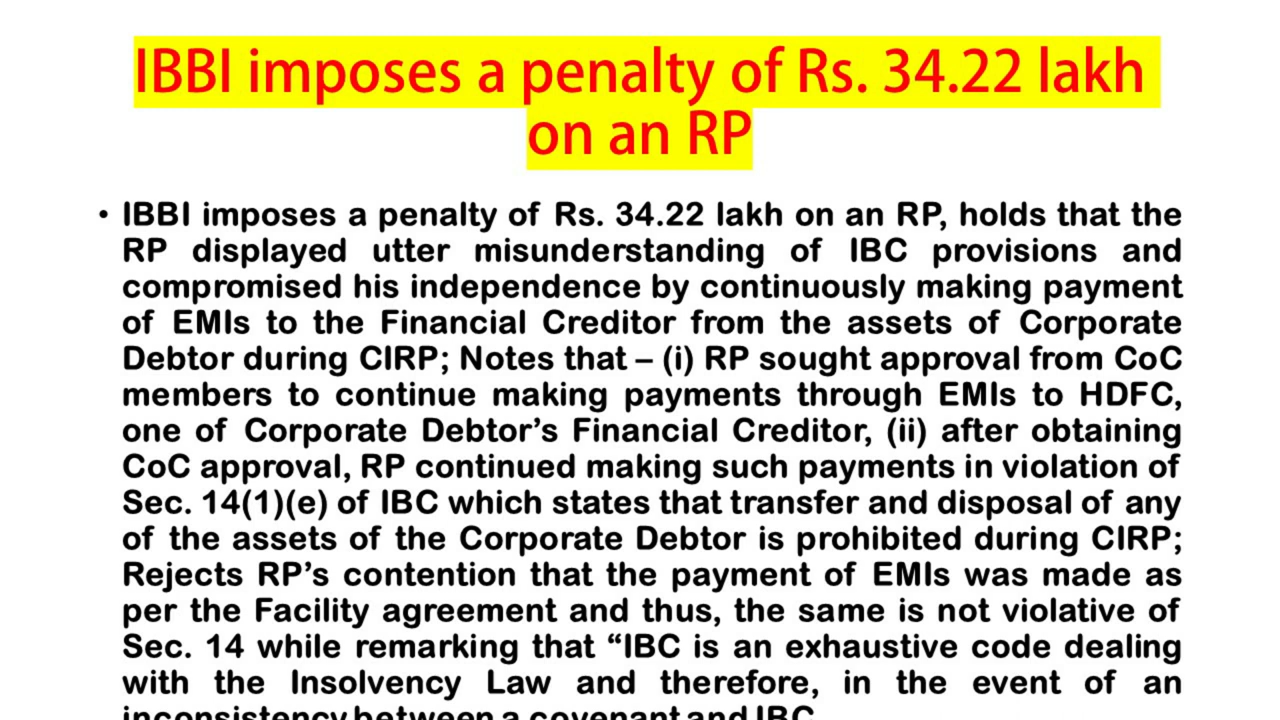 IBBI imposes a penalty of Rs. 34.22 lakh
on an RP
• IBBI imposes a penalty of Rs. 34.22 lakh on an RP, holds that the
RP displayed utter misunderstanding of IBC provisions and
compromised his independence by continuously making payment
of EMIs to the Financial Creditor from the assets of Corporate
Debtor during CIRP; Notes that – (i) RP sought approval from CoC
members to continue making payments through EMIs to HDFC,
one of Corporate Debtor’s Financial Creditor, (ii) after obtaining
CoC approval, RP continued making such payments in violation of
Sec. 14(1)(e) of IBC which states that transfer and disposal of any
of the assets of the Corporate Debtor is prohibited during CIRP;
Rejects RP’s contention that the payment of EMIs was made as
per the Facility agreement and thus, the same is not violative of
Sec. 14 while remarking that “IBC is an exhaustive code dealing
with the Insolvency Law and therefore, in the event of an
inconsistency between a covenant and IBC